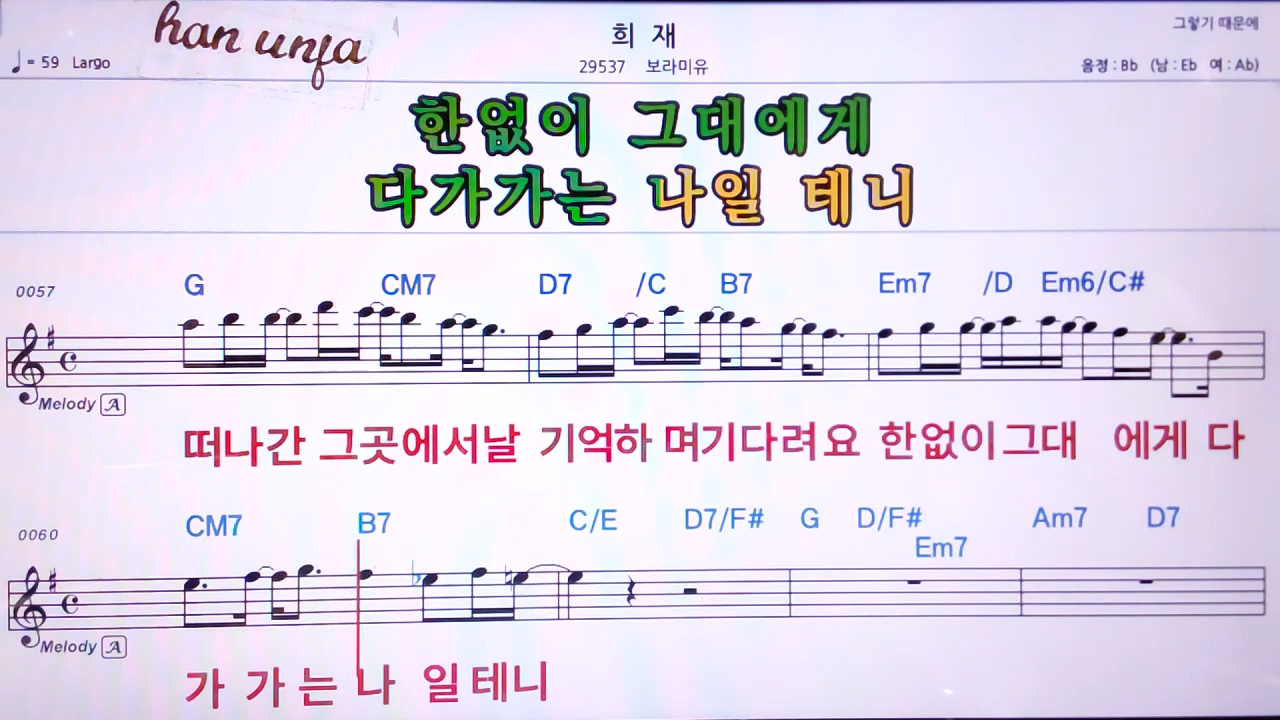 han unfa
희 재
그렇기 때문에
♩= 59 Largo
29537 보라미유
음정 : Bb (남 : Eb 여 : Ab)
한없이 그대에게
다가가는 나일 테니
G CM7 D7 /C B7 Em7 /D Em6/C#
0057
Melody A
떠나간 그곳에서날 기억하 며기다려요 한없이그대 에게 다
CM7 B7 C/E D7/F# G D/F# Em7 Am7 D7
0060
Melody A
가 가 는 나 일테니